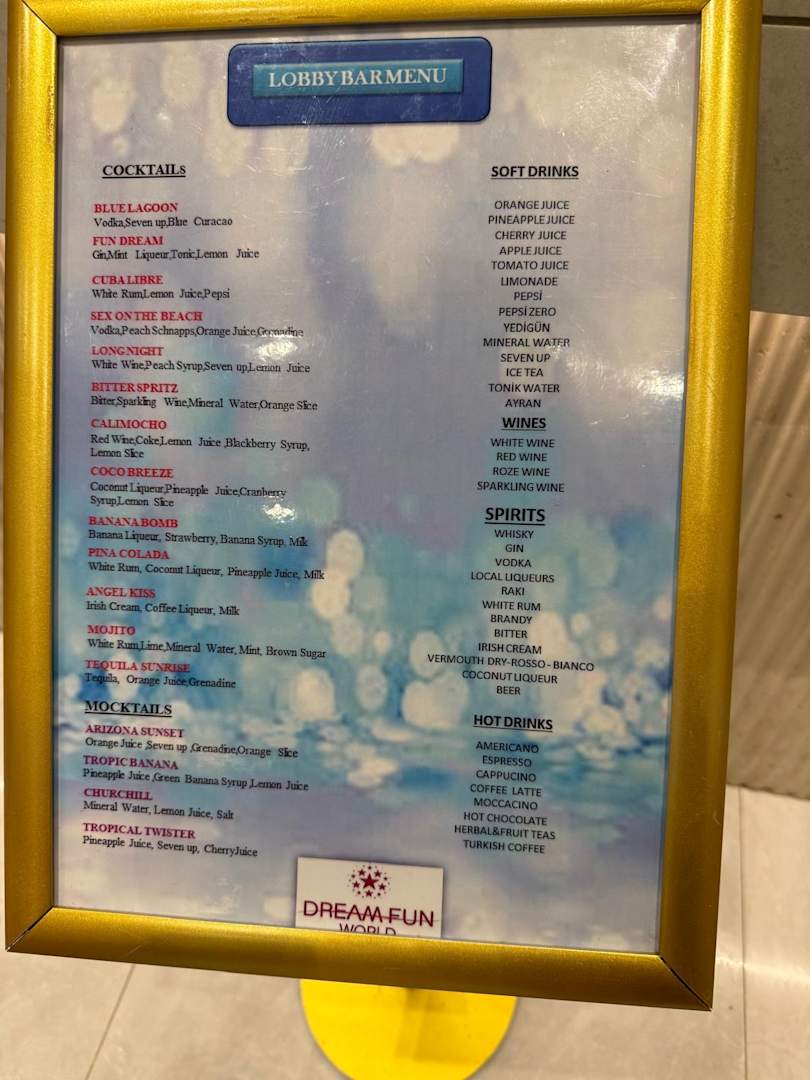 LOBBY BAR MENU
COCKTAILS
BLUE LAGOON
Vodka,Seven up,Blue Curacao
FUN DREAM
Gin,Mint Liqueur,Tonic,Lemon Juice
CUBA LIBRE
White Rum,Lemon Juice,Pepsi
SEX ON THE BEACH
Vodka,Peach Schnapps,Orange Juice,Grenadine
LONG NIGHT
White Wine,Peach Syrup,Seven up,Lemon Juice
BITTER SPRITZ
Bitter,Sparkling Wine,Mineral Water,Orange Slice
CALIMOCHO
Red Wine,Coke,Lemon Juice ,Blackberry Syrup,
Lemon Slice
COCO BREEZE
Coconut Liqueur,Pineapple Juice,Cranberry
Syrup,Lemon Slice
BANANA BOMB
Banana Liqueur, Strawberry, Banana Syrup, Milk
PINA COLADA
White Rum, Coconut Liqueur, Pineapple Juice, Milk
ANGEL KISS
Irish Cream, Coffee Liqueur, Milk
MOJITO
White Rum,Lime,Mineral Water, Mint, Brown Sugar
TEQUILA SUNRISE
Tequila, Orange Juice,Grenadine
MOCKTAILS
ARIZONA SUNSET
Orange Juice ,Seven up ,Grenadine,Orange Slice
TROPIC BANANA
Pineapple Juice ,Green Banana Syrup ,Lemon Juice
CHURCHILL
Mineral Water, Lemon Juice, Salt
TROPICAL TWISTER
Pineapple Juice, Seven up, CherryJuice
SOFT DRINKS
ORANGE JUICE
PINEAPPLE JUICE
CHERRY JUICE
APPLE JUICE
TOMATO JUICE
LIMONADE
PEPSİ
PEPSİ ZERO
YEDİGÜN
MINERAL WATER
SEVEN UP
ICE TEA
TONİK WATER
AYRAN
WINES
WHITE WINE
RED WINE
ROZE WINE
SPARKLING WINE
SPIRITS
WHISKY
GIN
VODKA
LOCAL LIQUEURS
RAKI
WHITE RUM
BRANDY
BITTER
IRISH CREAM
VERMOUTH DRY-ROSSO - BIANCO
COCONUT LIQUEUR
BEER
HOT DRINKS
AMERICANO
ESPRESSO
CAPPUCINO
COFFEE LATTE
MOCCACINO
HOT CHOCOLATE
HERBAL&FRUIT TEAS
TURKISH COFFEE
DREAM FUN
WORLD